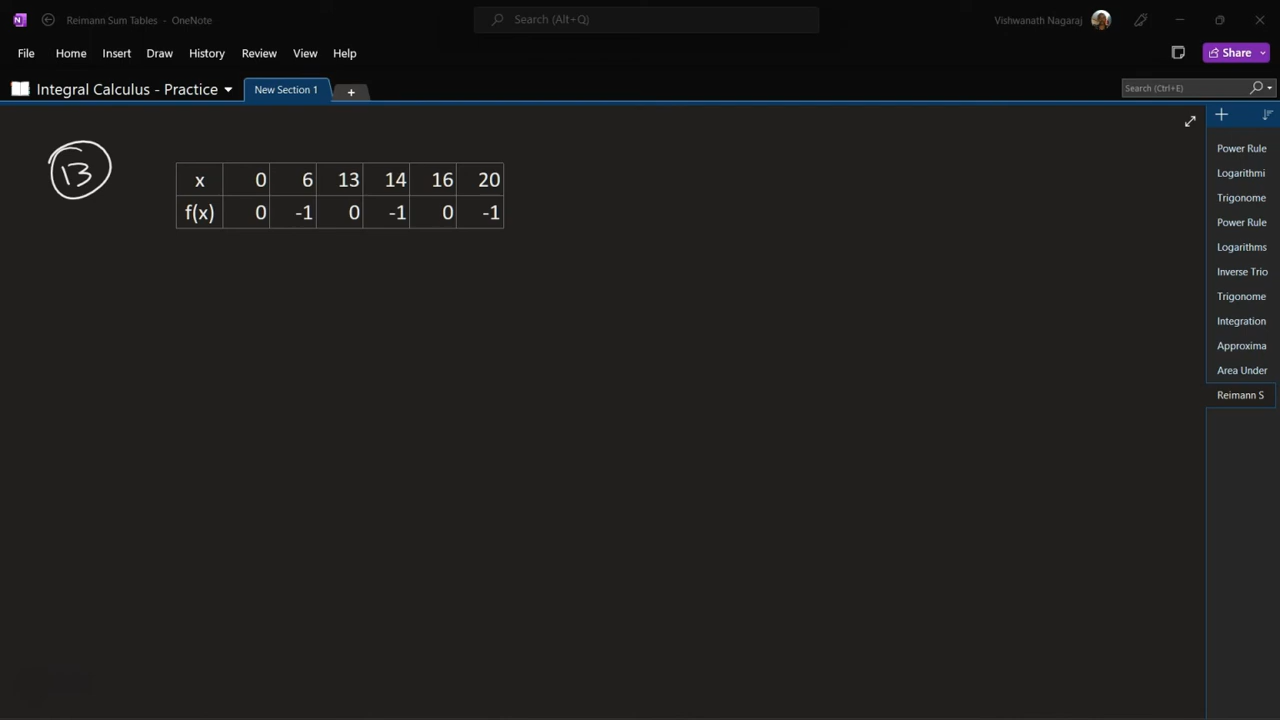 Reimann Sum Tables - OneNote
Search (Alt+Q)
Vishwanath Nagaraj
File Home Insert Draw History Review View Help
Share
Integral Calculus - Practice
New Section 1
+
Search (Ctrl+E)
13
x 0 6 13 14 16 20
f(x) 0 -1 0 -1 0 -1
+
Power Rule
Logarithmi
Trigonome
Power Rule
Logarithms
Inverse Trio
Trigonome
Integration
Approxima
Area Under
Reimann S